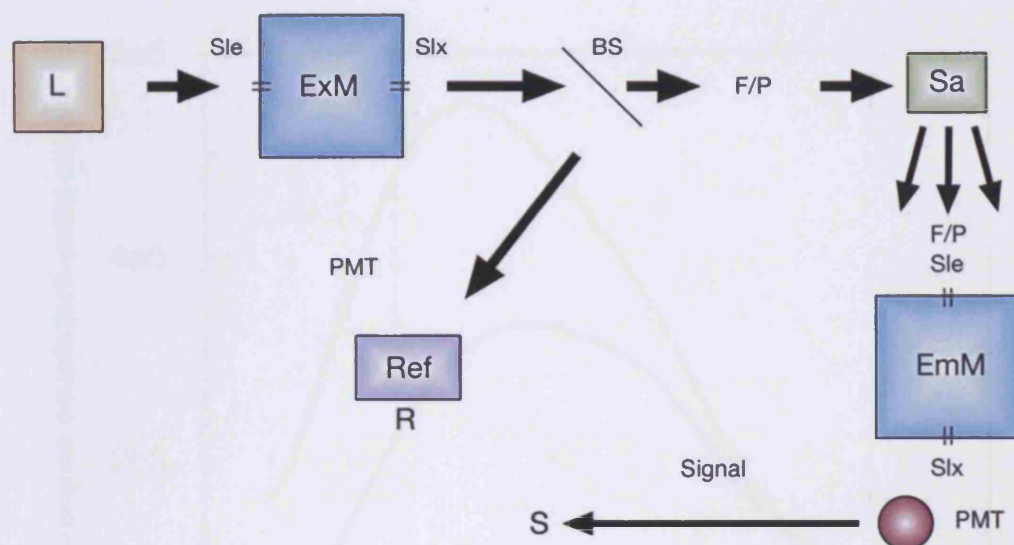 L
Sle
ExM
Slx
BS
F/P
Sa
PMT
Ref
R
F/P
Sle
EmM
Slx
Signal
S
PMT